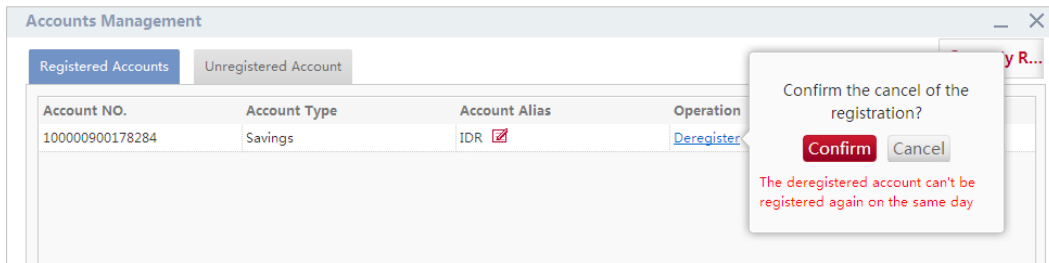 Accounts Management
Registered Accounts
Unregistered Account
y R...
Account NO. Account Type Account Alias Operation
100000900178284 Savings IDR Deregister
Confirm the cancel of the
registration?
Confirm Cancel
The deregistered account can't be
registered again on the same day